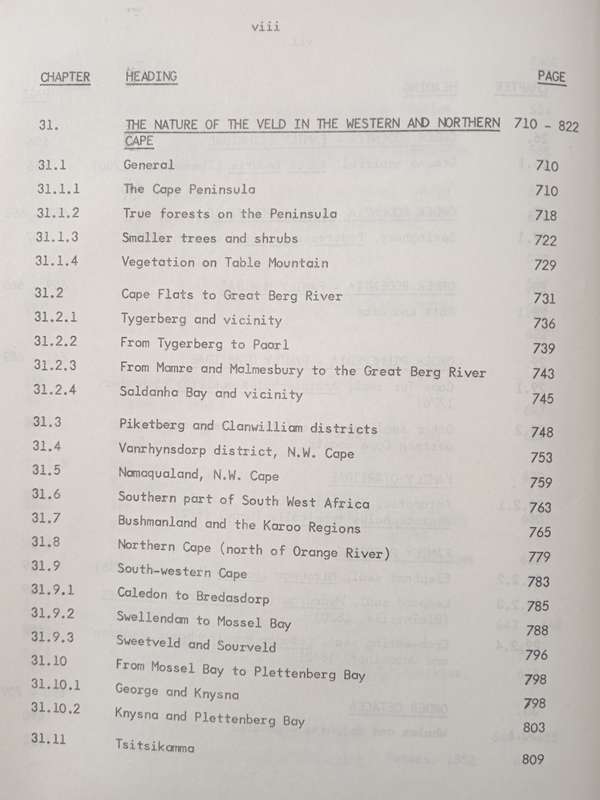 viii
CHAPTER HEADING PAGE
31. THE NATURE OF THE VELD IN THE WESTERN AND NORTHERN 710 - 822
CAPE
31.1 General 710
31.1.1 The Cape Peninsula 710
31.1.2 True forests on the Peninsula 718
31.1.3 Smaller trees and shrubs 722
31.1.4 Vegetation on Table Mountain 729
31.2 Cape Flats to Great Berg River 731
31.2.1 Tygerberg and vicinity 736
31.2.2 From Tygerberg to Paarl 739
31.2.3 From Mamre and Malmesbury to the Great Berg River 743
31.2.4 Saldanha Bay and vicinity 745
31.3 Piketberg and Clanwilliam districts 748
31.4 Vanrhynsdorp district, N.W. Cape 753
31.5 Namaqualand, N.W. Cape 759
31.6 Southern part of South West Africa 763
31.7 Bushmanland and the Karoo Regions 765
31.8 Northern Cape (north of Orange River) 779
31.9 South-western Cape 783
31.9.1 Caledon to Bredasdorp 785
31.9.2 Swellendam to Mossel Bay 788
31.9.3 Sweetveld and Sourveld 796
31.10 From Mossel Bay to Plettenberg Bay 798
31.10.1 George and Knysna 798
31.10.2 Knysna and Plettenberg Bay 803
31.11 Tsitsikamma 809